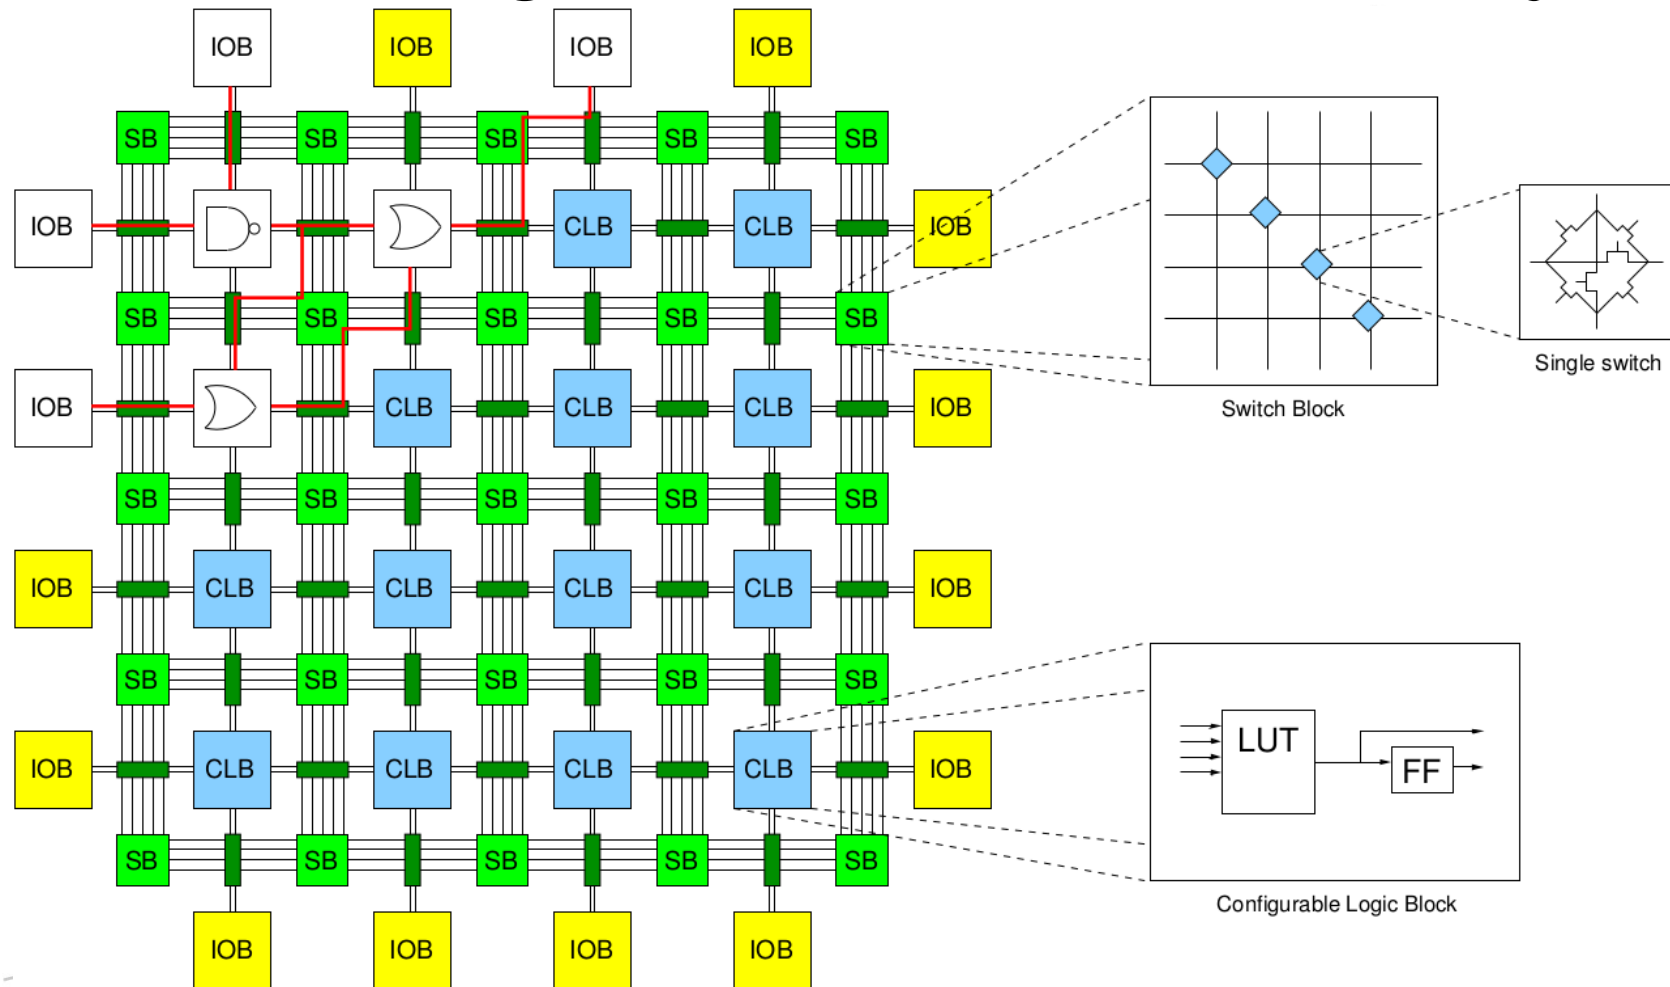 IOB IOB IOB IOB
SB SB SB SB SB
IOB CLB CLB IOB
SB SB SB SB SB
IOB CLB CLB CLB IOB
SB SB SB SB SB
IOB CLB CLB CLB CLB IOB
SB SB SB SB SB
IOB CLB CLB CLB CLB IOB
SB SB SB SB SB
IOB IOB IOB IOB
Single switch
Switch Block
LUT
FF
Configurable Logic Block